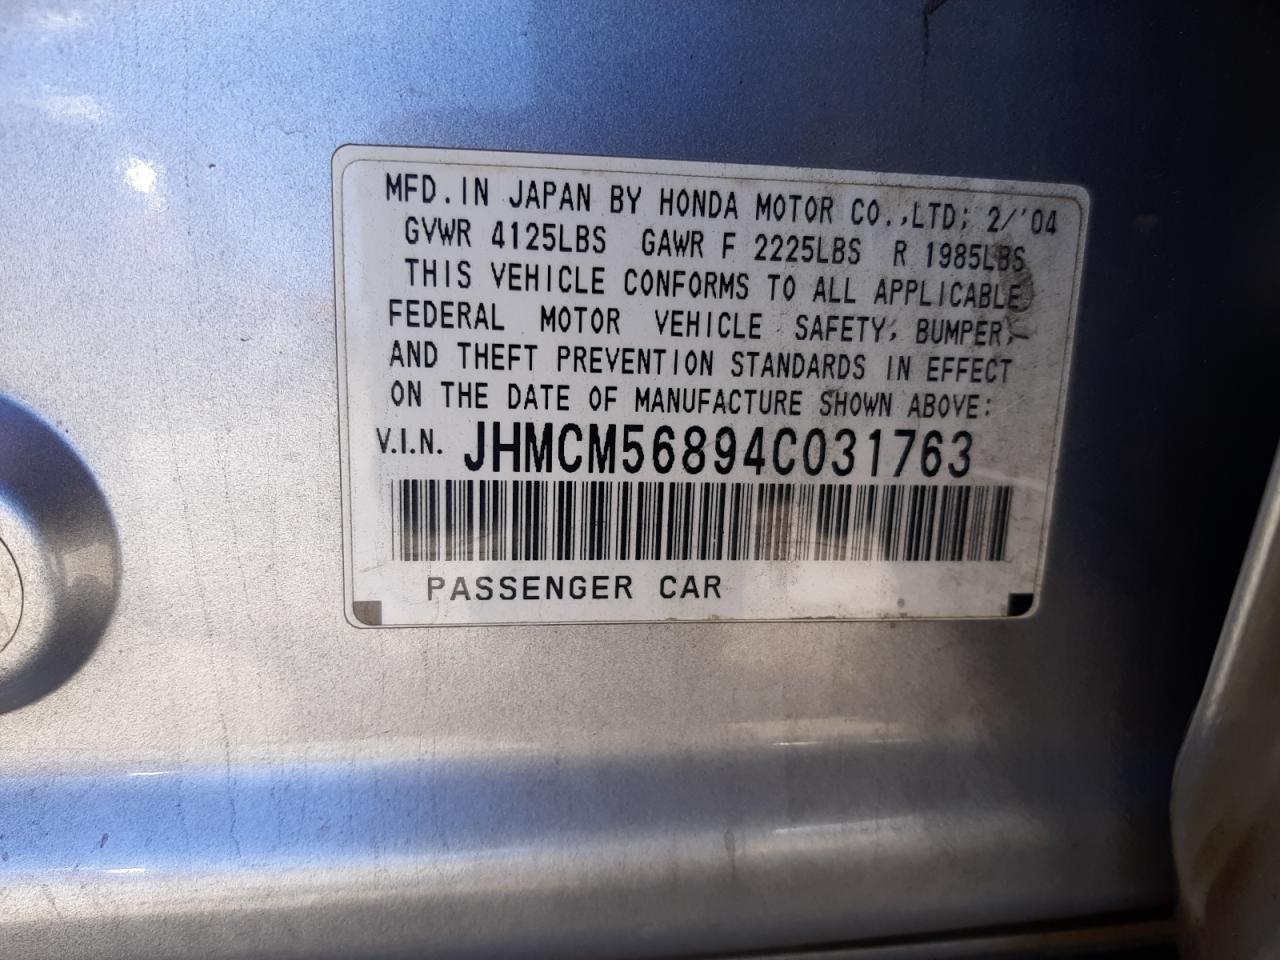 MFD. IN JAPAN BY HONDA MOTOR CO.,LTD; 2/'04
GVWR 4125LBS GAWR F 2225LBS R 1985LBS
THIS VEHICLE CONFORMS TO ALL APPLICABLE
FEDERAL MOTOR VEHICLE SAFETY, BUMPER,
AND THEFT PREVENTION STANDARDS IN EFFECT
ON THE DATE OF MANUFACTURE SHOWN ABOVE:
V.I.N. JHMCM56894C031763
PASSENGER CAR